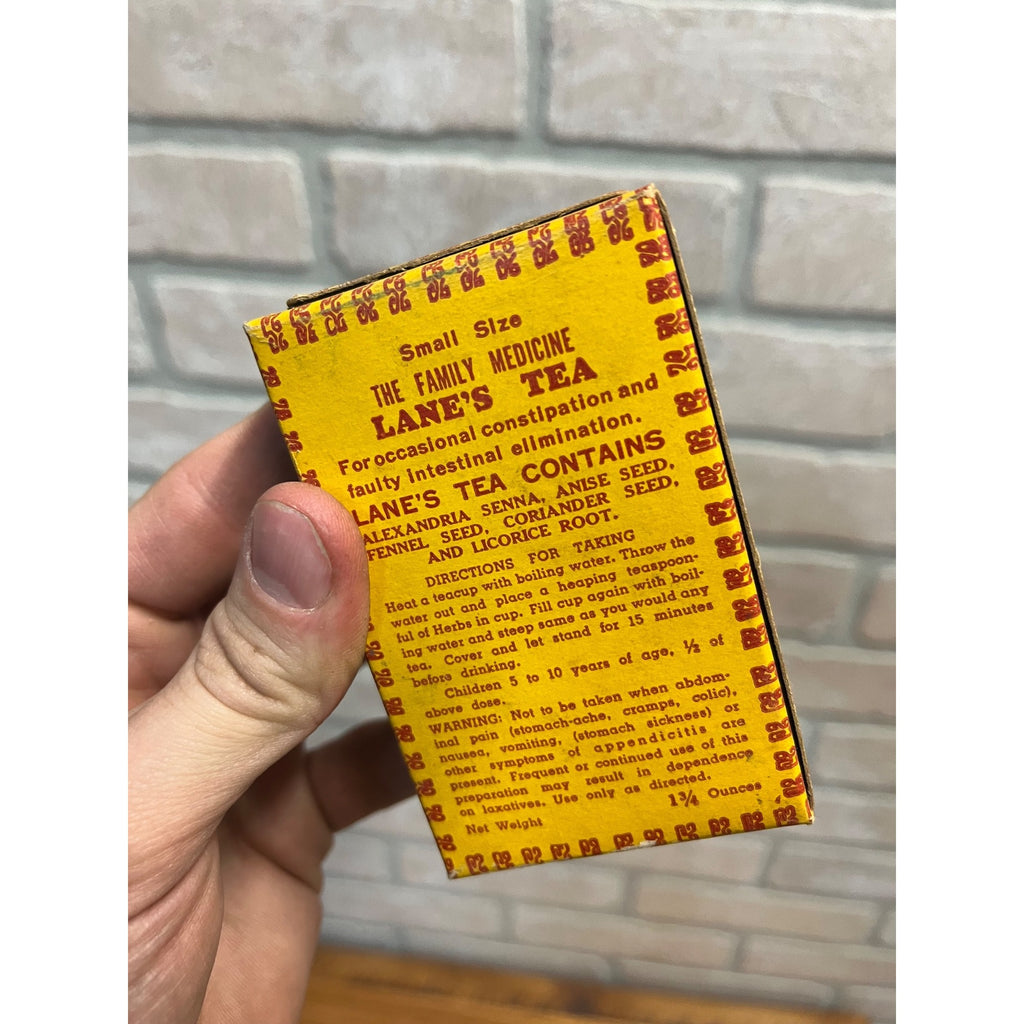 Small Size
THE FAMILY MEDICINE
LANE'S TEA
For occasional constipation and
faulty intestinal elimination.
LANE'S TEA CONTAINS
ALEXANDRIA SENNA, ANISE SEED,
FENNEL SEED, CORIANDER SEED,
AND LICORICE ROOT.
DIRECTIONS FOR TAKING
Heat a teacup with boiling water. Throw the
water out and place a heaping teaspoon-
ful of Herbs in cup. Fill cup again with boil-
ing water and steep same as you would any
tea. Cover and let stand for 15 minutes
before drinking.
Children 5 to 10 years of age, ½ of
above dose.
WARNING: Not to be taken when abdom-
inal pain (stomach-ache, cramps, colic),
nausea, vomiting, (stomach sickness) or
other symptoms of appendicitis are
present. Frequent or continued use of this
preparation may result in dependence
on laxatives. Use only as directed.
Net Weight 1¾ Ounces